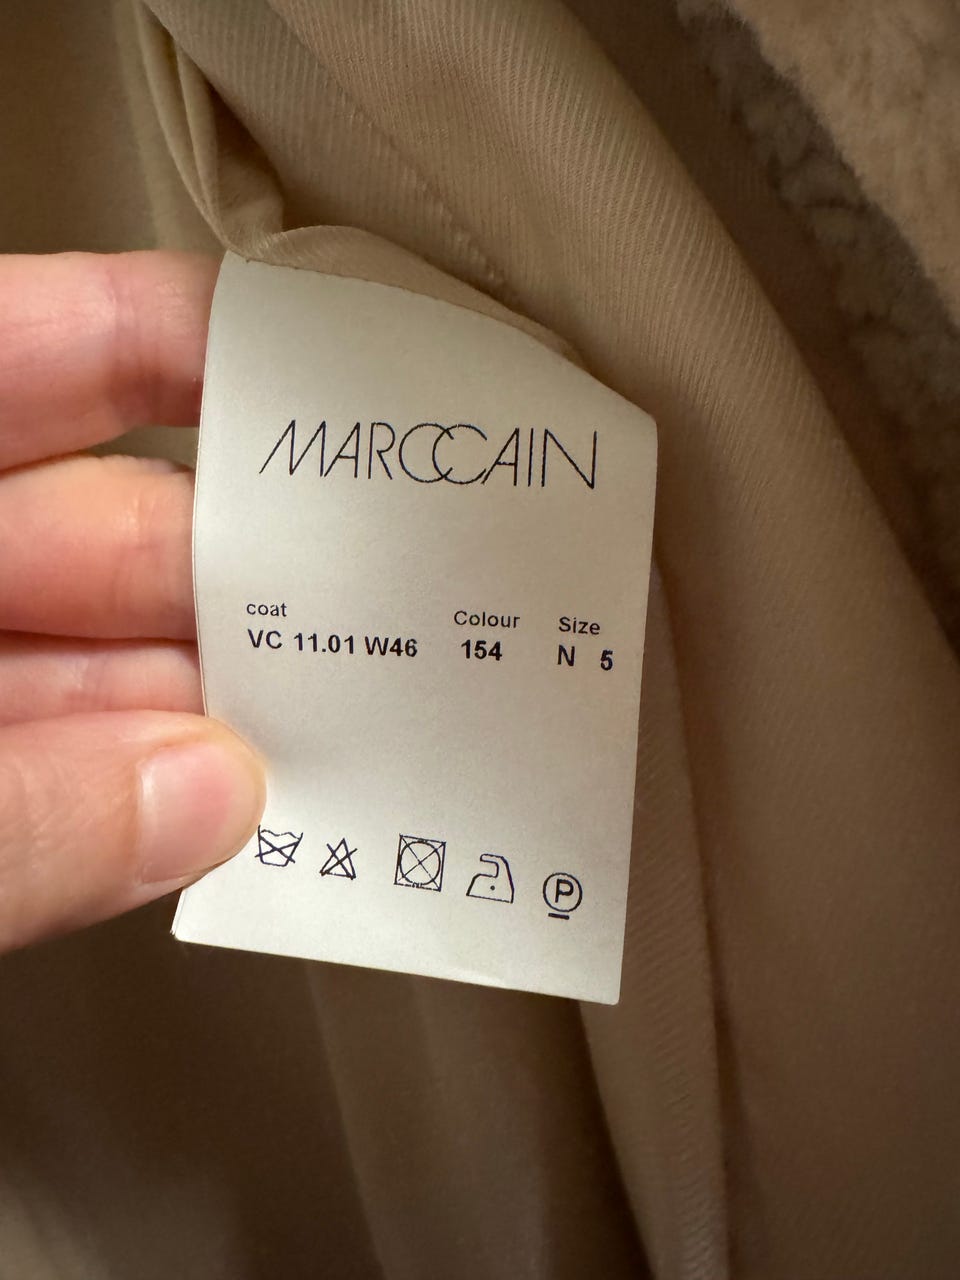 MARCCAIN
coat Colour Size
VC 11.01 W46 154 N 5
P